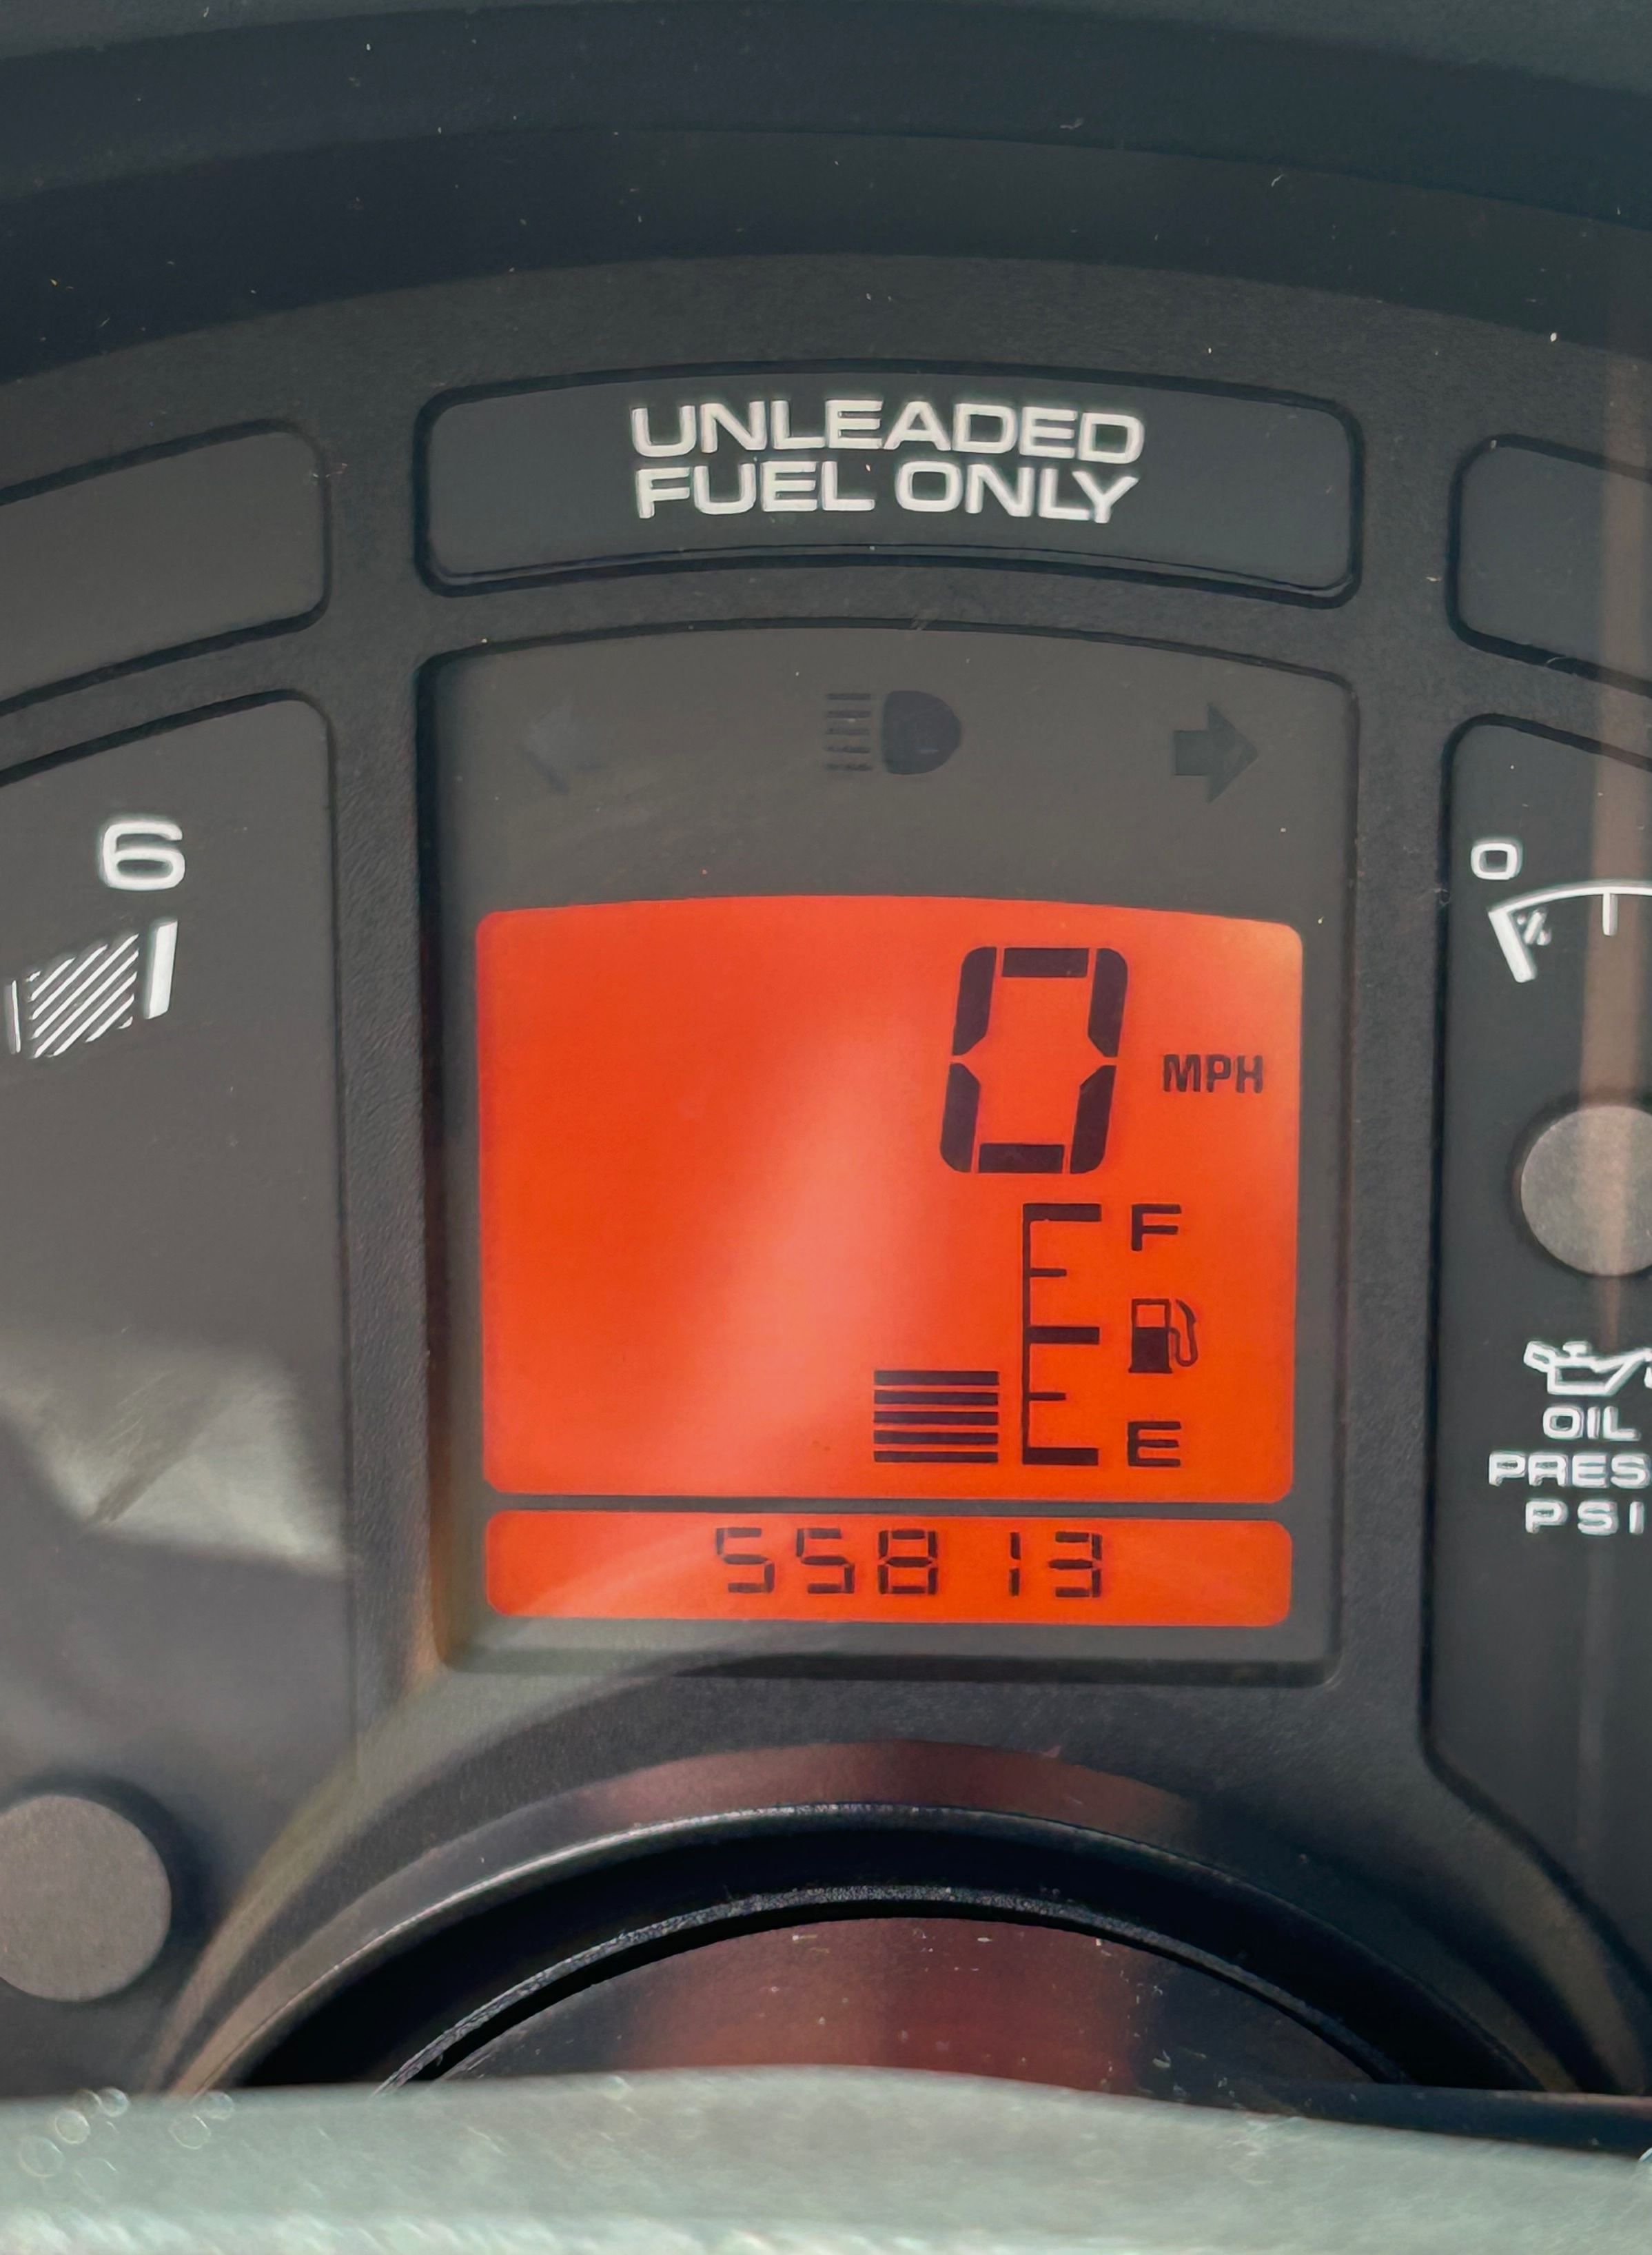 UNLEADED
FUEL ONLY
6
0
0 MPH
F
E
OIL
PRES
PSI
55813